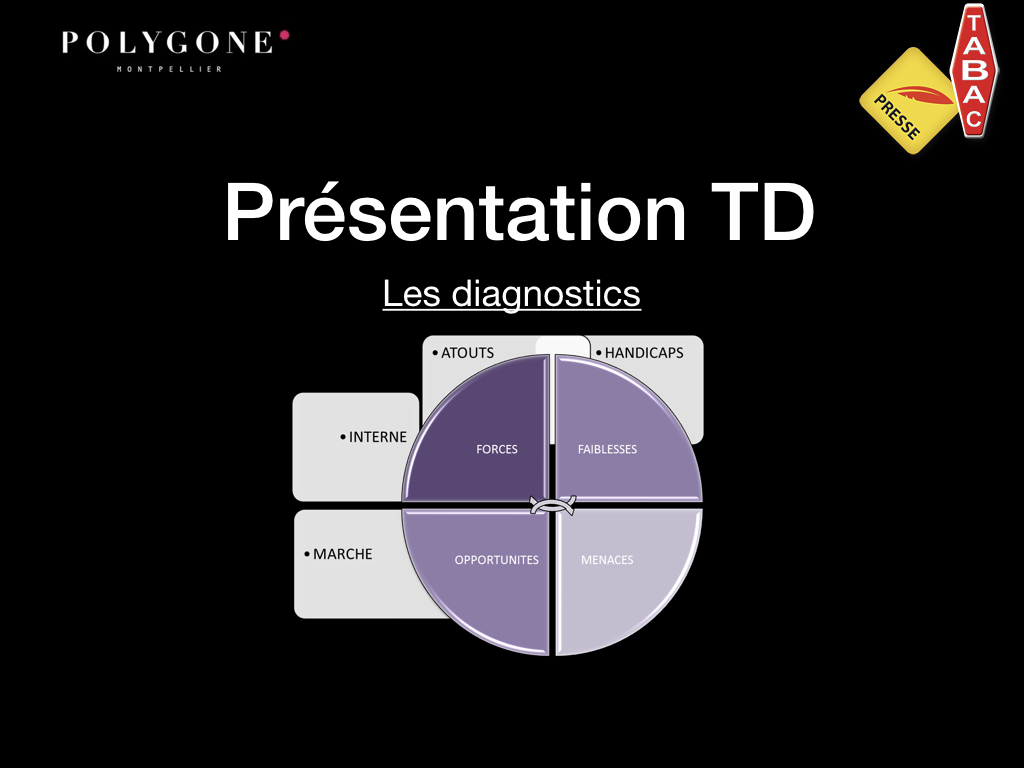 POLYGONE
MONTPELLIER
TABAC
PRESSE
Présentation TD
Les diagnostics
• ATOUTS
• HANDICAPS
• INTERNE
FORCES
FAIBLESSES
• MARCHE
OPPORTUNITES
MENACES